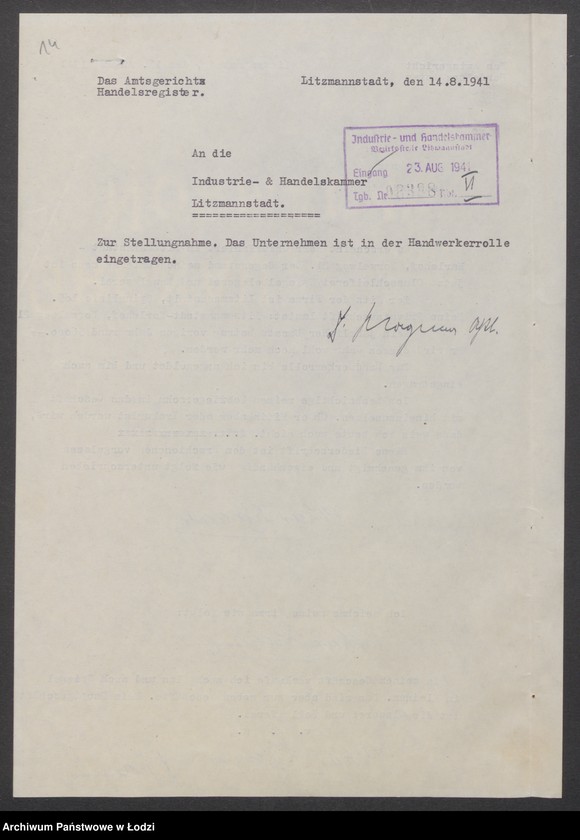 14
Das Amtsgericht
Handelsregister.
Litzmannstadt, den 14.8.1941
An die
Industrie- & Handelskammer
Litzmannstadt.
===================
Industrie- und Handelskammer
Litzmannstadt
Eingang 23. AUG 1941
Tgb. Nr. VI
Zur Stellungnahme. Das Unternehmen ist in der Handwerkerrolle
eingetragen.
Archiwum Państwowe w Łodzi